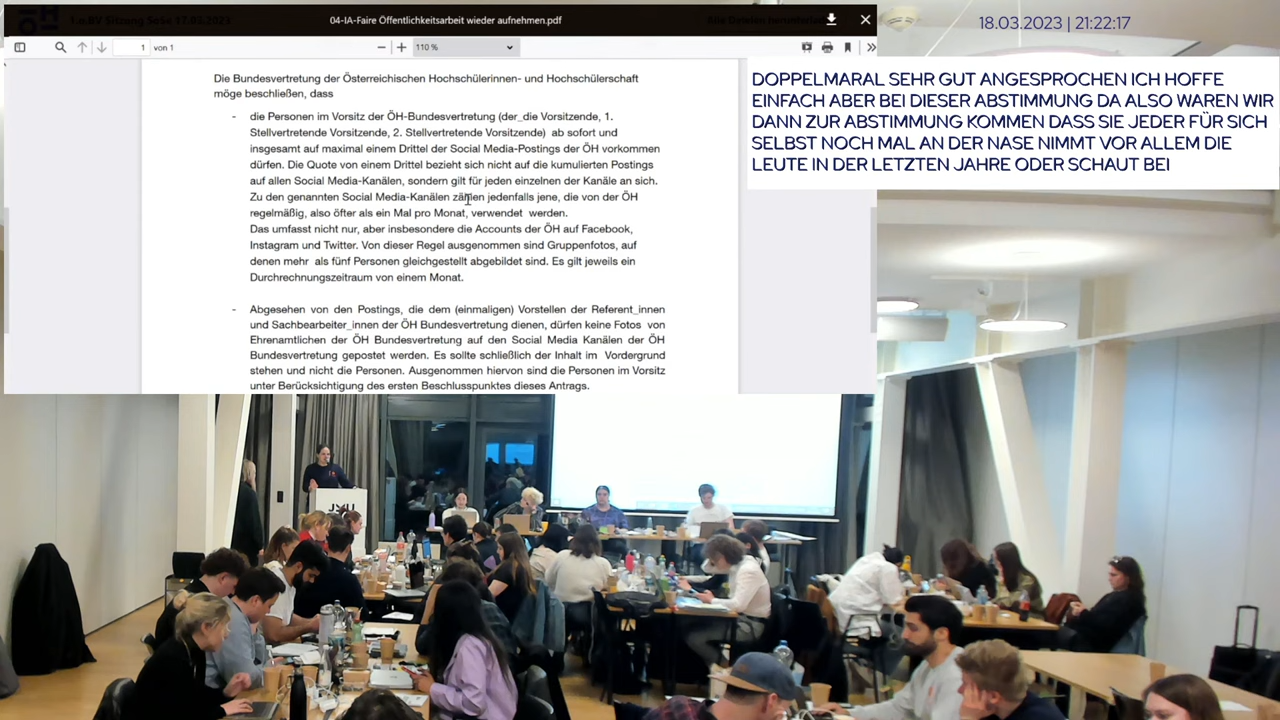 1.o.BV Sitzung SoSe 17.03.2023
04-IA-Faire Öffentlichkeitsarbeit wieder aufnehmen.pdf
18.03.2023 | 21:22:17
1 von 1
110 %
Die Bundesvertretung der Österreichischen Hochschülerinnen- und Hochschülerschaft
möge beschließen, dass
- die Personen im Vorsitz der ÖH-Bundesvertretung (der_die Vorsitzende, 1.
Stellvertretende Vorsitzende, 2. Stellvertretende Vorsitzende) ab sofort und
insgesamt auf maximal einem Drittel der Social Media-Postings der ÖH vorkommen
dürfen. Die Quote von einem Drittel bezieht sich nicht auf die kumulierten Postings
auf allen Social Media-Kanälen, sondern gilt für jeden einzelnen der Kanäle an sich.
Zu den genannten Social Media-Kanälen zählen jedenfalls jene, die von der ÖH
regelmäßig, also öfter als ein Mal pro Monat, verwendet werden.
Das umfasst nicht nur, aber insbesondere die Accounts der ÖH auf Facebook,
Instagram und Twitter. Von dieser Regel ausgenommen sind Gruppenfotos, auf
denen mehr als fünf Personen gleichgestellt abgebildet sind. Es gilt jeweils ein
Durchrechnungszeitraum von einem Monat.
- Abgesehen von den Postings, die dem (einmaligen) Vorstellen der Referent_innen
und Sachbearbeiter_innen der ÖH Bundesvertretung dienen, dürfen keine Fotos von
Ehrenamtlichen der ÖH Bundesvertretung auf den Social Media Kanälen der ÖH
Bundesvertretung gepostet werden. Es sollte schließlich der Inhalt im Vordergrund
stehen und nicht die Personen. Ausgenommen hiervon sind die Personen im Vorsitz
unter Berücksichtigung des ersten Beschlusspunktes dieses Antrags.
DOPPELMARAL SEHR GUT ANGESPROCHEN ICH HOFFE
EINFACH ABER BEI DIESER ABSTIMMUNG DA ALSO WAREN WIR
DANN ZUR ABSTIMMUNG KOMMEN DASS SIE JEDER FÜR SICH
SELBST NOCH MAL AN DER NASE NIMMT VOR ALLEM DIE
LEUTE IN DER LETZTEN JAHRE ODER SCHAUT BEI
JKU